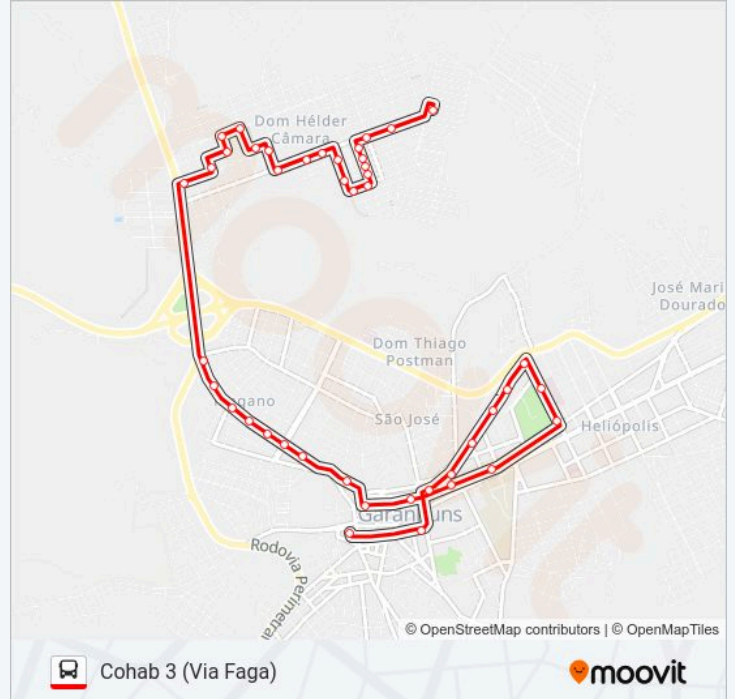 Dom Hélder
Câmara
José Mari
Dourado
Dom Thiago
Postman
São José
Heliópolis
Garanhuns
Rodovia Perimetral
© OpenStreetMap contributors | © OpenMapTiles
Cohab 3 (Via Faga)
moovit